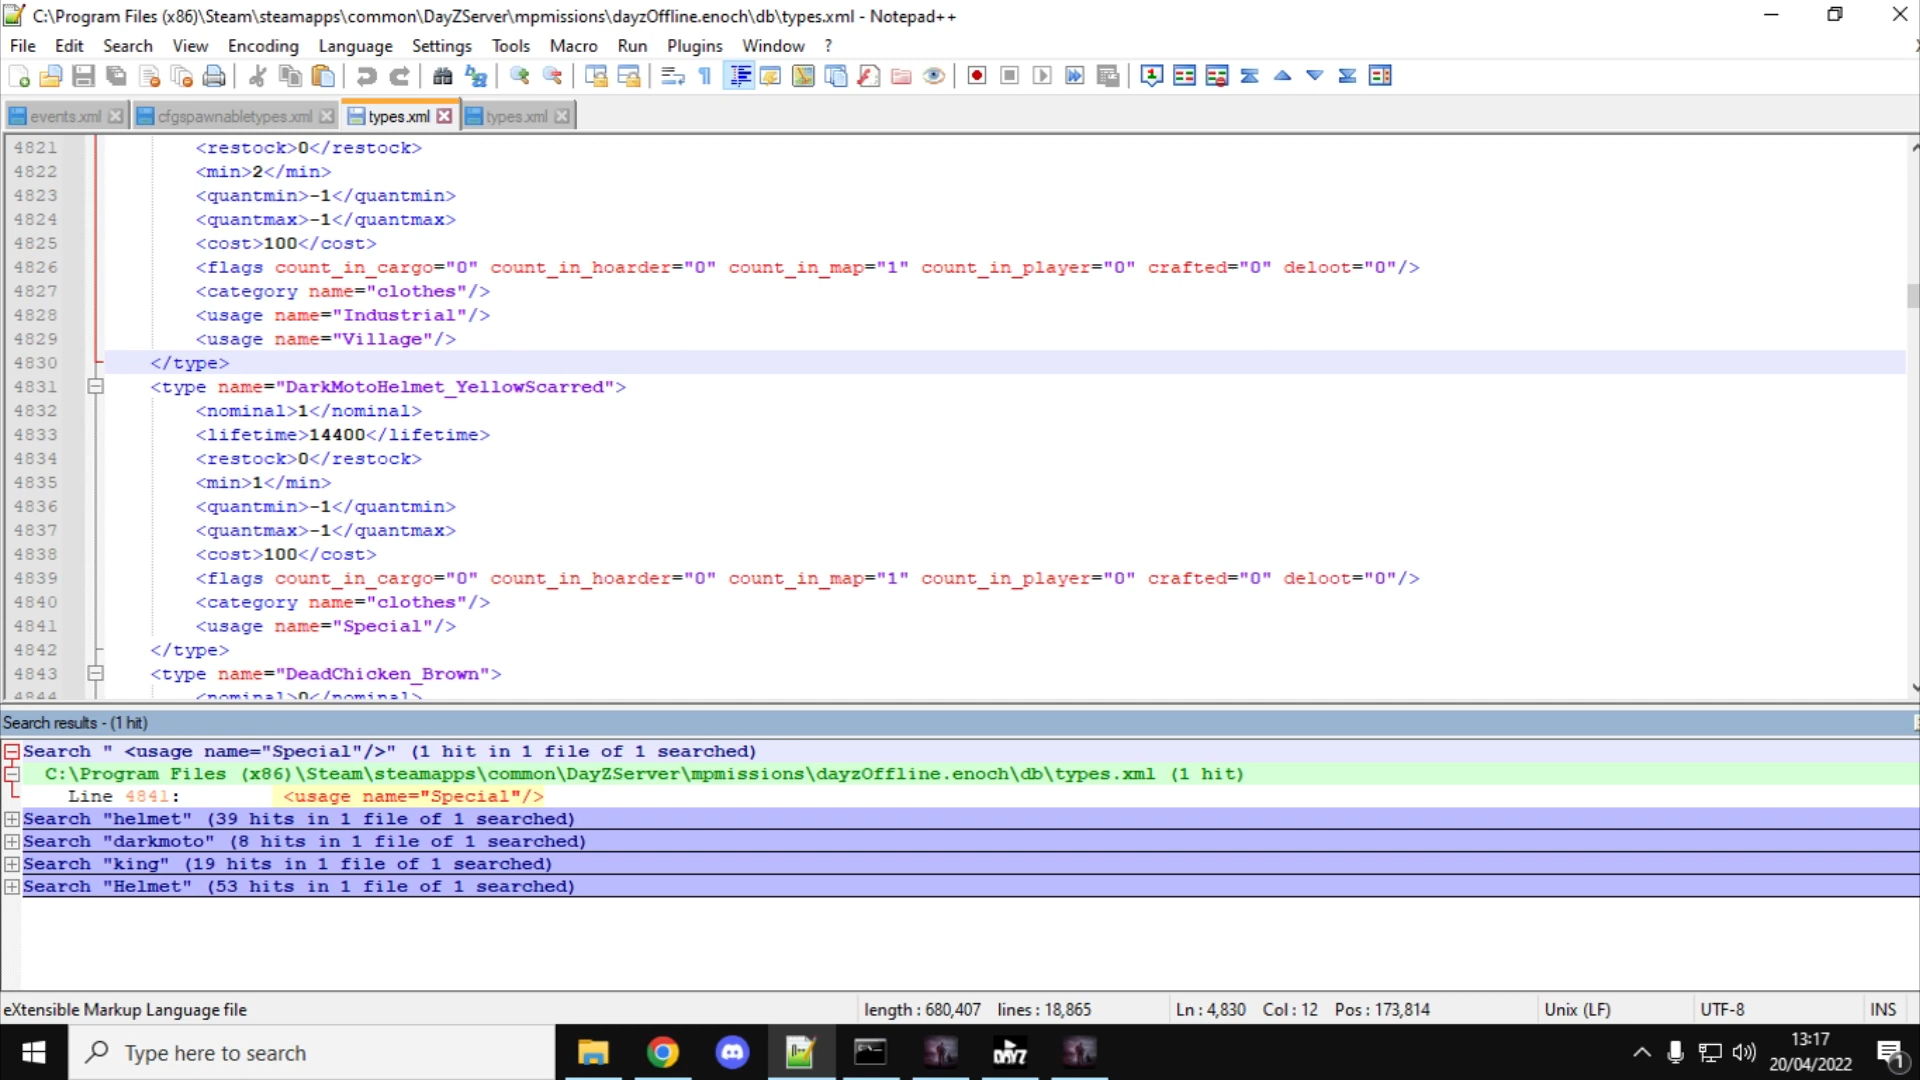 C:\Program Files (x86)\Steam\steamapps\common\DayZServer\mpmissions\dayzOffline.enoch\db\types.xml - Notepad++
File Edit Search View Encoding Language Settings Tools Macro Run Plugins Window ?
events.xml cfgspawnabletypes.xml types.xml types.xml
4821 <restock>0</restock>
4822 <min>2</min>
4823 <quantmin>-1</quantmin>
4824 <quantmax>-1</quantmax>
4825 <cost>100</cost>
4826 <flags count_in_cargo="0" count_in_hoarder="0" count_in_map="1" count_in_player="0" crafted="0" deloot="0"/>
4827 <category name="clothes"/>
4828 <usage name="Industrial"/>
4829 <usage name="Village"/>
4830 </type>
4831 <type name="DarkMotoHelmet_YellowScarred">
4832 <nominal>1</nominal>
4833 <lifetime>14400</lifetime>
4834 <restock>0</restock>
4835 <min>1</min>
4836 <quantmin>-1</quantmin>
4837 <quantmax>-1</quantmax>
4838 <cost>100</cost>
4839 <flags count_in_cargo="0" count_in_hoarder="0" count_in_map="1" count_in_player="0" crafted="0" deloot="0"/>
4840 <category name="clothes"/>
4841 <usage name="Special"/>
4842 </type>
4843 <type name="DeadChicken_Brown">
4844 <nominal>0</nominal>
Search results - (1 hit)
Search " <usage name="Special"/>" (1 hit in 1 file of 1 searched)
C:\Program Files (x86)\Steam\steamapps\common\DayZServer\mpmissions\dayzOffline.enoch\db\types.xml (1 hit)
Line 4841: <usage name="Special"/>
Search "helmet" (39 hits in 1 file of 1 searched)
Search "darkmoto" (8 hits in 1 file of 1 searched)
Search "king" (19 hits in 1 file of 1 searched)
Search "Helmet" (53 hits in 1 file of 1 searched)
eXtensible Markup Language file length : 680,407 lines : 18,865 Ln : 4,830 Col : 12 Pos : 173,814 Unix (LF) UTF-8 INS
Type here to search
DAYZ
13:17
20/04/2022
1